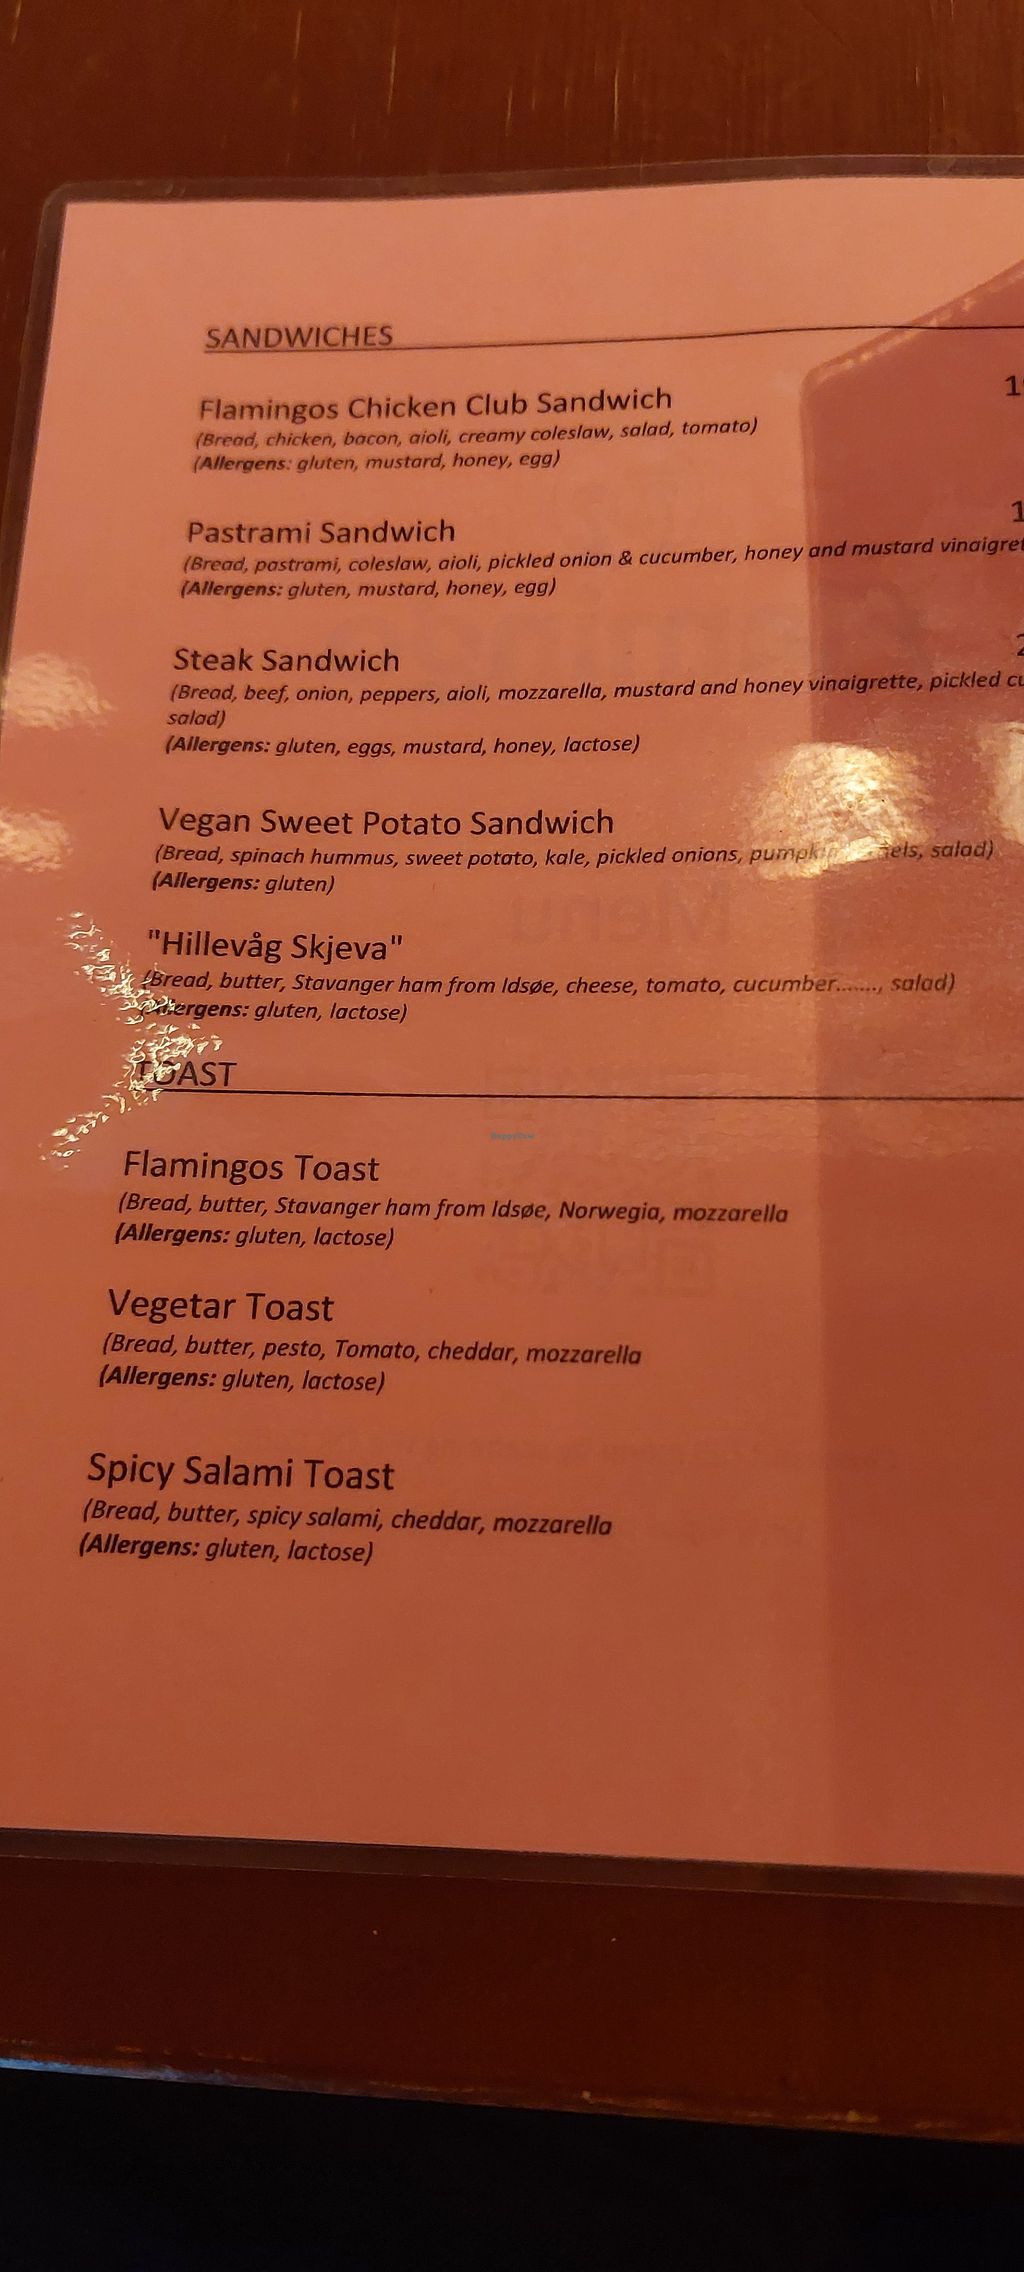 SANDWICHES
Flamingos Chicken Club Sandwich
(Bread, chicken, bacon, aioli, creamy coleslaw, salad, tomato)
(Allergens: gluten, mustard, honey, egg)
Pastrami Sandwich
(Bread, pastrami, coleslaw, aioli, pickled onion & cucumber, honey and mustard
(Allergens: gluten, mustard, honey, egg)
Steak Sandwich
(Bread, beef, onion, peppers, aioli, mozzarella, mustard and honey vinaigrette, pickled
salad)
(Allergens: gluten, eggs, mustard, honey, lactose)
Vegan Sweet Potato Sandwich
(Bread, spinach hummus, sweet potato, kale, pickled onions, salad)
(Allergens: gluten)
"Hillevåg Skjeva"
(Bread, butter, Stavanger ham from Idsøe, cheese, tomato, cucumber......., salad)
(Allergens: gluten, lactose)
TOAST
Flamingos Toast
(Bread, butter, Stavanger ham from Idsøe, Norwegia, mozzarella
(Allergens: gluten, lactose)
Vegetar Toast
(Bread, butter, pesto, Tomato, cheddar, mozzarella
(Allergens: gluten, lactose)
Spicy Salami Toast
(Bread, butter, spicy salami, cheddar, mozzarella
(Allergens: gluten, lactose)